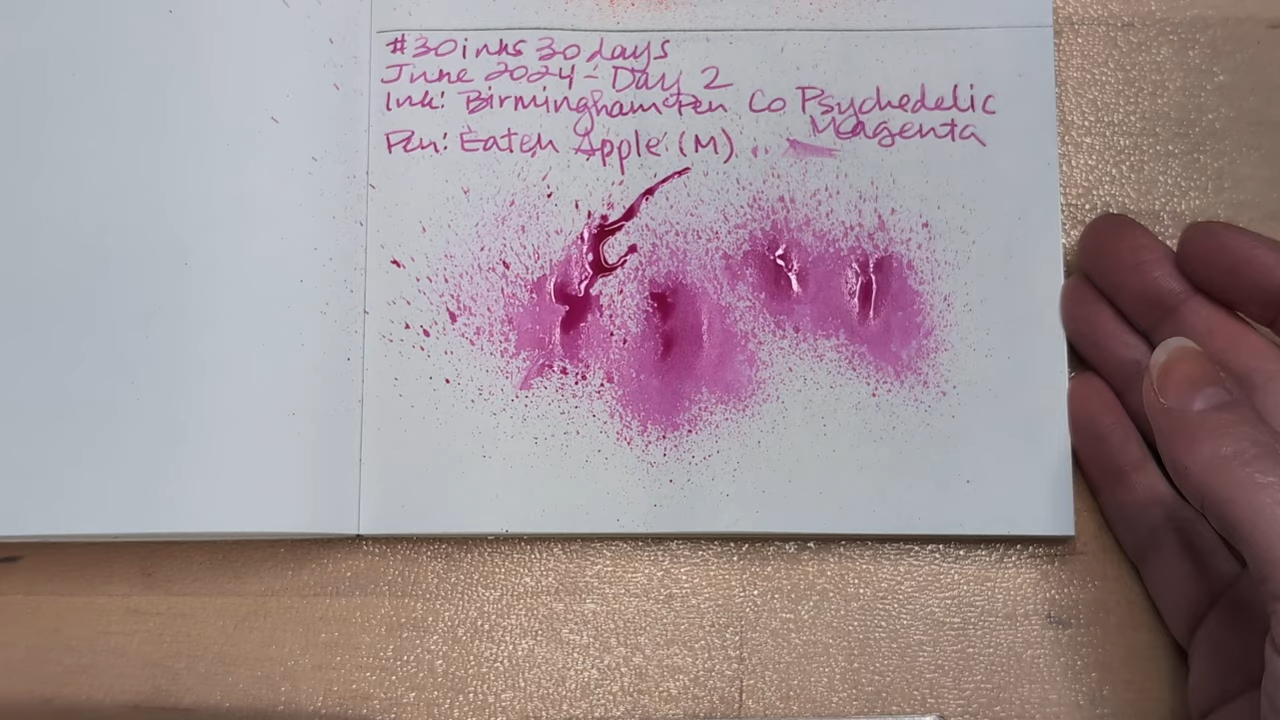 #30inks 30 days
June 2024 - Day 2
Ink: Birmingham Pen Co Psychedelic
Magenta
Pen: Eaten Apple (M)